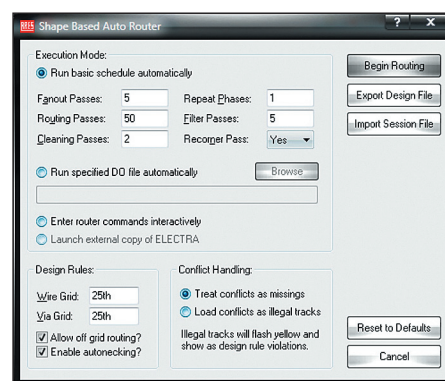 ARES Shape Based Auto Router
? X
Execution Mode:
Run basic schedule automatically
Fanout Passes: 5 Repeat Phases: 1
Routing Passes: 50 Filter Passes: 5
Cleaning Passes: 2 Recorner Pass: Yes
Run specified DO file automatically Browse
Enter router commands interactively
Launch external copy of ELECTRA
Begin Routing
Export Design File
Import Session File
Design Rules:
Wire Grid: 25th
Via Grid: 25th
Allow off grid routing?
Enable autonecking?
Conflict Handling:
Treat conflicts as missings
Load conflicts as illegal tracks
Illegal tracks will flash yellow and
show as design rule violations.
Reset to Defaults
Cancel